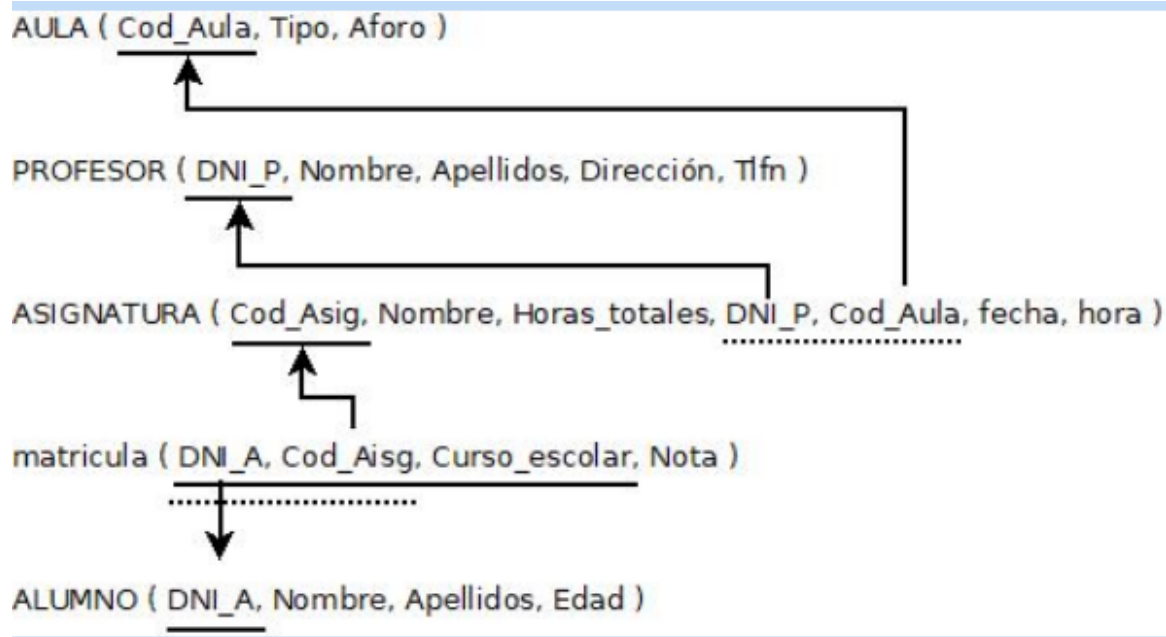 AULA ( Cod_Aula, Tipo, Aforo )
PROFESOR ( DNI_P, Nombre, Apellidos, Dirección, Tlfn )
ASIGNATURA ( Cod_Asig, Nombre, Horas_totales, DNI_P, Cod_Aula, fecha, hora )
matricula ( DNI_A, Cod_Aisg, Curso_escolar, Nota )
ALUMNO ( DNI_A, Nombre, Apellidos, Edad )